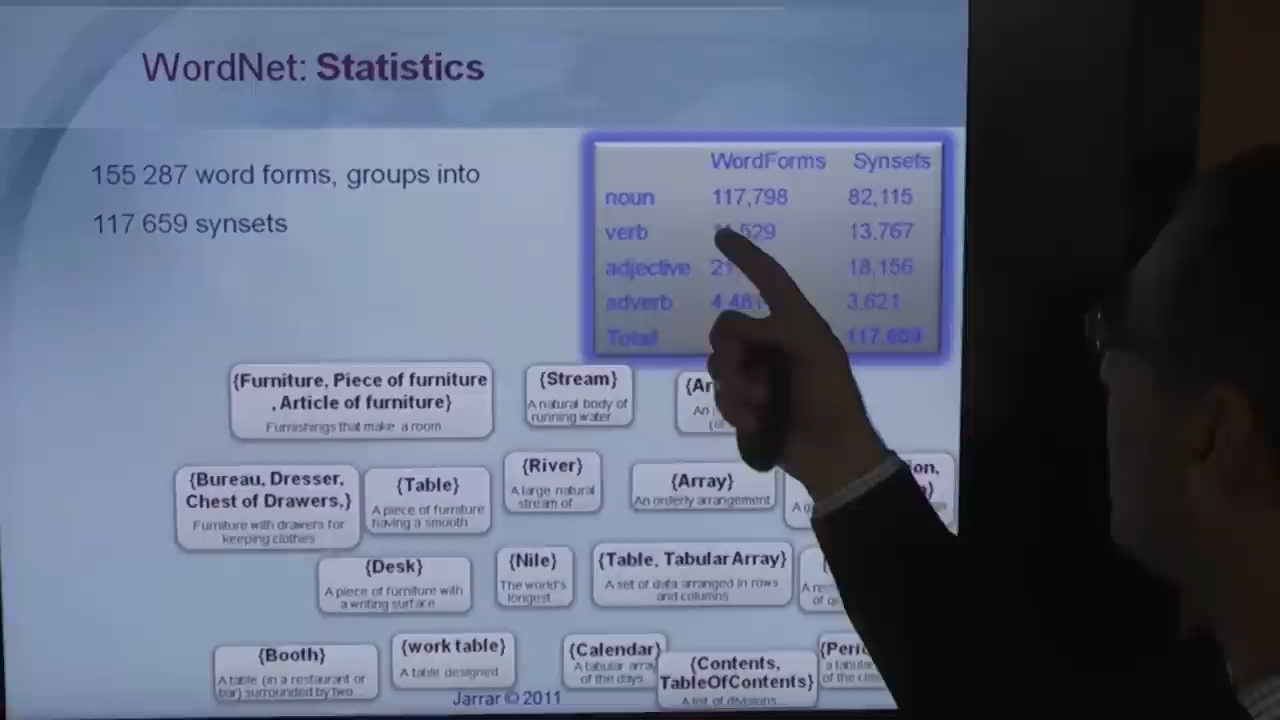 WordNet: Statistics
155 287 word forms, groups into
117 659 synsets
WordForms Synsets
noun 117,798 82,115
verb 529 13,767
adjective 18,156
adverb 3,621
Total 117 659
{Furniture, Piece of furniture
, Article of furniture}
Furnishings that make a room
{Stream}
A natural body of
running water
{Bureau, Dresser,
Chest of Drawers,}
Furniture with drawers for
keeping clothes
{Table}
A piece of furniture
having a smooth
{River}
A large natural
stream of
{Array}
An orderly arrangement
{Desk}
A piece of furniture with
a writing surface
{Nile}
The world's
longest
{Table, TabularArray}
A set of data arranged in rows
and columns
{Booth}
A table (in a restaurant or
bar) surrounded by two...
{work table}
A table designed
{Calendar}
A tabular array
of the days
{Contents,
TableOfContents}
A list of divisions...
Jarrar © 2011